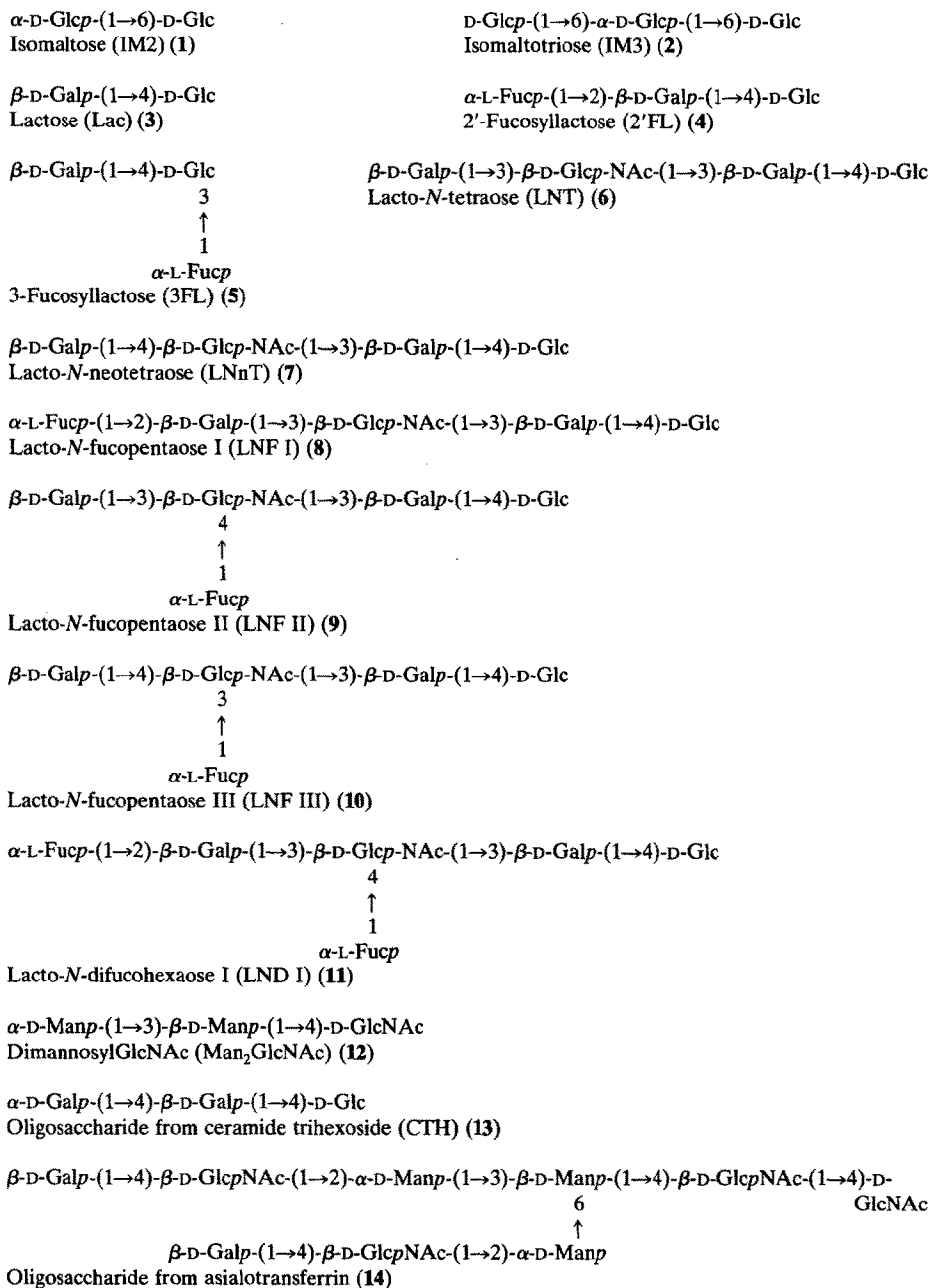 α-D-Glcp-(1→6)-D-Glc
Isomaltose (IM2) (1)
D-Glcp-(1→6)-α-D-Glcp-(1→6)-D-Glc
Isomaltotriose (IM3) (2)
β-D-Galp-(1→4)-D-Glc
Lactose (Lac) (3)
α-L-Fucp-(1→2)-β-D-Galp-(1→4)-D-Glc
2'-Fucosyllactose (2'FL) (4)
β-D-Galp-(1→4)-D-Glc
3
↑
1
α-L-Fucp
3-Fucosyllactose (3FL) (5)
β-D-Galp-(1→3)-β-D-Glcp-NAc-(1→3)-β-D-Galp-(1→4)-D-Glc
Lacto-N-tetraose (LNT) (6)
β-D-Galp-(1→4)-β-D-Glcp-NAc-(1→3)-β-D-Galp-(1→4)-D-Glc
Lacto-N-neotetraose (LNnT) (7)
α-L-Fucp-(1→2)-β-D-Galp-(1→3)-β-D-Glcp-NAc-(1→3)-β-D-Galp-(1→4)-D-Glc
Lacto-N-fucopentaose I (LNF I) (8)
β-D-Galp-(1→3)-β-D-Glcp-NAc-(1→3)-β-D-Galp-(1→4)-D-Glc
4
↑
1
α-L-Fucp
Lacto-N-fucopentaose II (LNF II) (9)
β-D-Galp-(1→4)-β-D-Glcp-NAc-(1→3)-β-D-Galp-(1→4)-D-Glc
3
↑
1
α-L-Fucp
Lacto-N-fucopentaose III (LNF III) (10)
α-L-Fucp-(1→2)-β-D-Galp-(1→3)-β-D-Glcp-NAc-(1→3)-β-D-Galp-(1→4)-D-Glc
4
↑
1
α-L-Fucp
Lacto-N-difucohexaose I (LND I) (11)
α-D-Manp-(1→3)-β-D-Manp-(1→4)-D-GlcNAc
DimannosylGlcNAc (Man₂GlcNAc) (12)
α-D-Galp-(1→4)-β-D-Galp-(1→4)-D-Glc
Oligosaccharide from ceramide trihexoside (CTH) (13)
β-D-Galp-(1→4)-β-D-GlcpNAc-(1→2)-α-D-Manp-(1→3)-β-D-Manp-(1→4)-β-D-GlcpNAc-(1→4)-D-
6 GlcNAc
↑
β-D-Galp-(1→4)-β-D-GlcpNAc-(1→2)-α-D-Manp
Oligosaccharide from asialotransferrin (14)